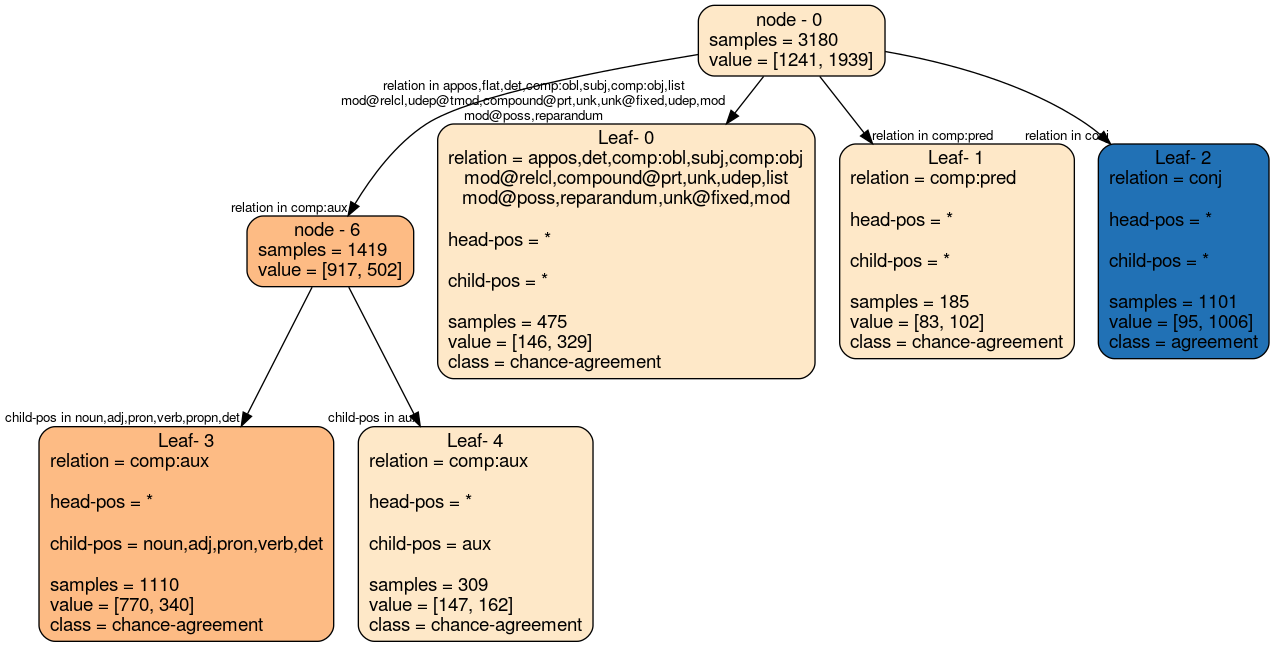 node - 0
samples = 3180
value = [1241, 1939]
relation in appos,flat,det,comp:obl,subj,comp:obj,list
mod@relcl,udep@tmod,compound@prt,unk,unk@fixed,udep,mod
mod@poss,reparandum
relation in comp:pred
relation in conj
relation in comp:aux
node - 6
samples = 1419
value = [917, 502]
Leaf- 0
relation = appos,det,comp:obl,subj,comp:obj
mod@relcl,compound@prt,unk,udep,list
mod@poss,reparandum,unk@fixed,mod
head-pos = *
child-pos = *
samples = 475
value = [146, 329]
class = chance-agreement
Leaf- 1
relation = comp:pred
head-pos = *
child-pos = *
samples = 185
value = [83, 102]
class = chance-agreement
Leaf- 2
relation = conj
head-pos = *
child-pos = *
samples = 1101
value = [95, 1006]
class = agreement
child-pos in noun,adj,pron,verb,propn,det
child-pos in aux
Leaf- 3
relation = comp:aux
head-pos = *
child-pos = noun,adj,pron,verb,det
samples = 1110
value = [770, 340]
class = chance-agreement
Leaf- 4
relation = comp:aux
head-pos = *
child-pos = aux
samples = 309
value = [147, 162]
class = chance-agreement